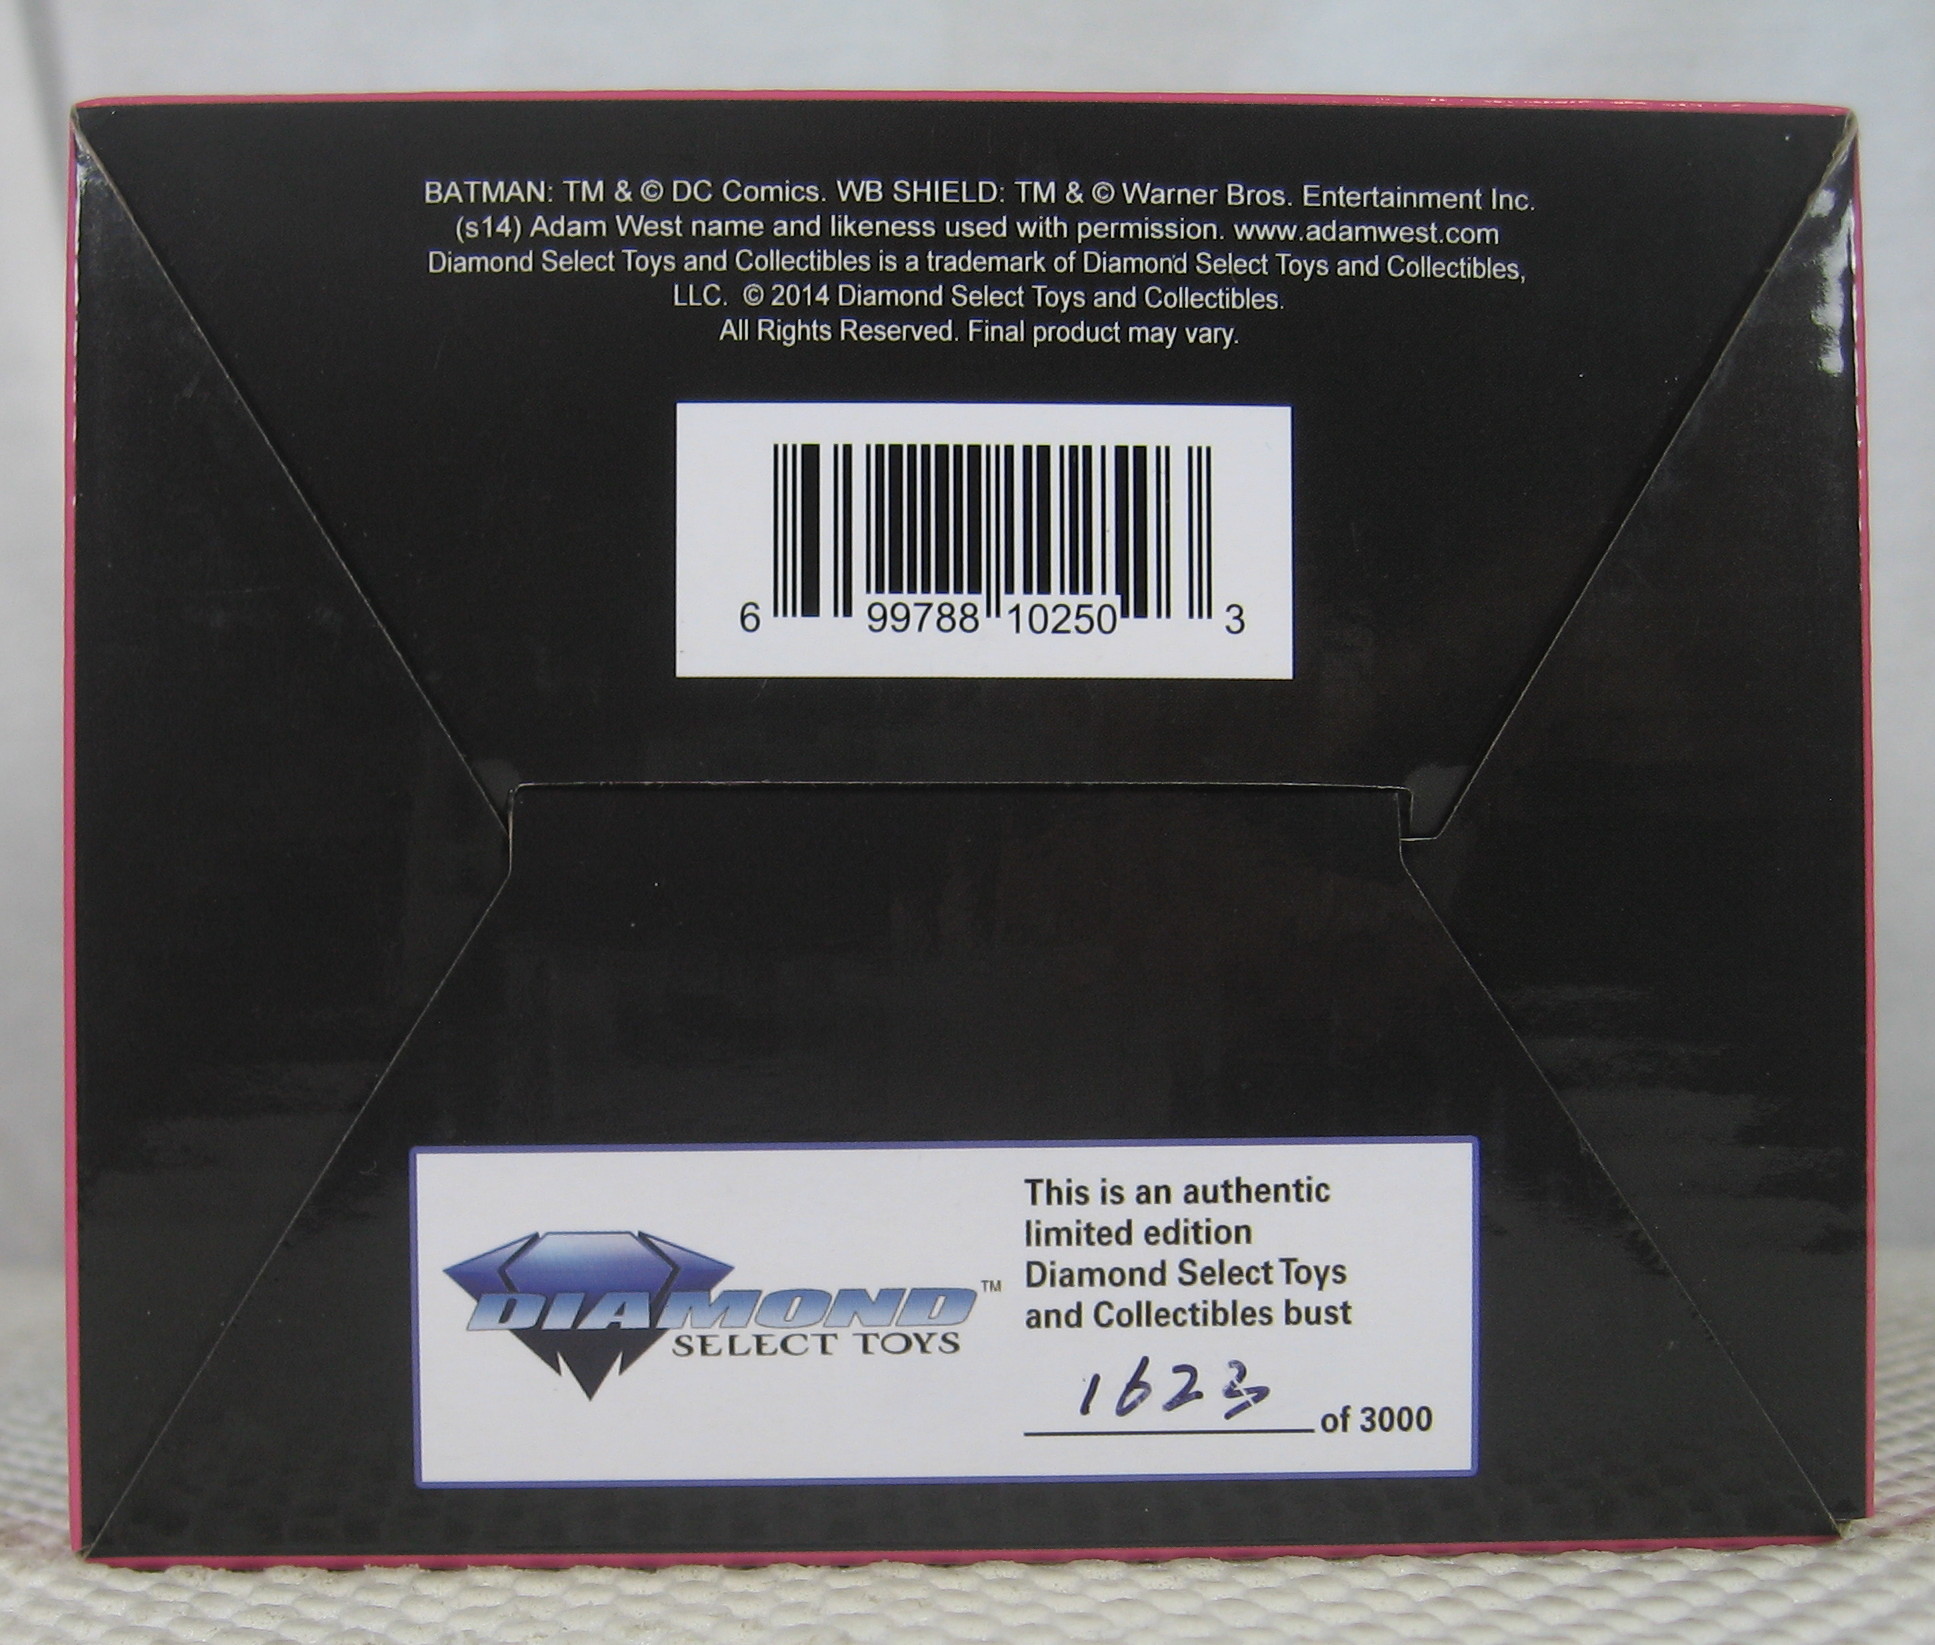 BATMAN: TM & © DC Comics. WB SHIELD: TM & © Warner Bros. Entertainment Inc.
(s14) Adam West name and likeness used with permission. www.adamwest.com
Diamond Select Toys and Collectibles is a trademark of Diamond Select Toys and Collectibles,
LLC. © 2014 Diamond Select Toys and Collectibles.
All Rights Reserved. Final product may vary.
6 99788 10250 3
DIAMOND™
SELECT TOYS
This is an authentic
limited edition
Diamond Select Toys
and Collectibles bust
1623 of 3000